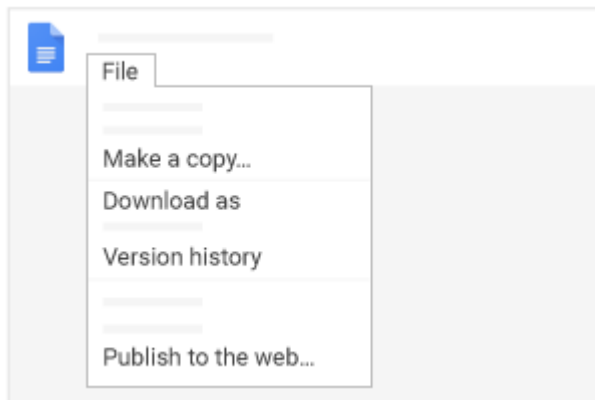 File
Make a copy...
Download as
Version history
Publish to the web...